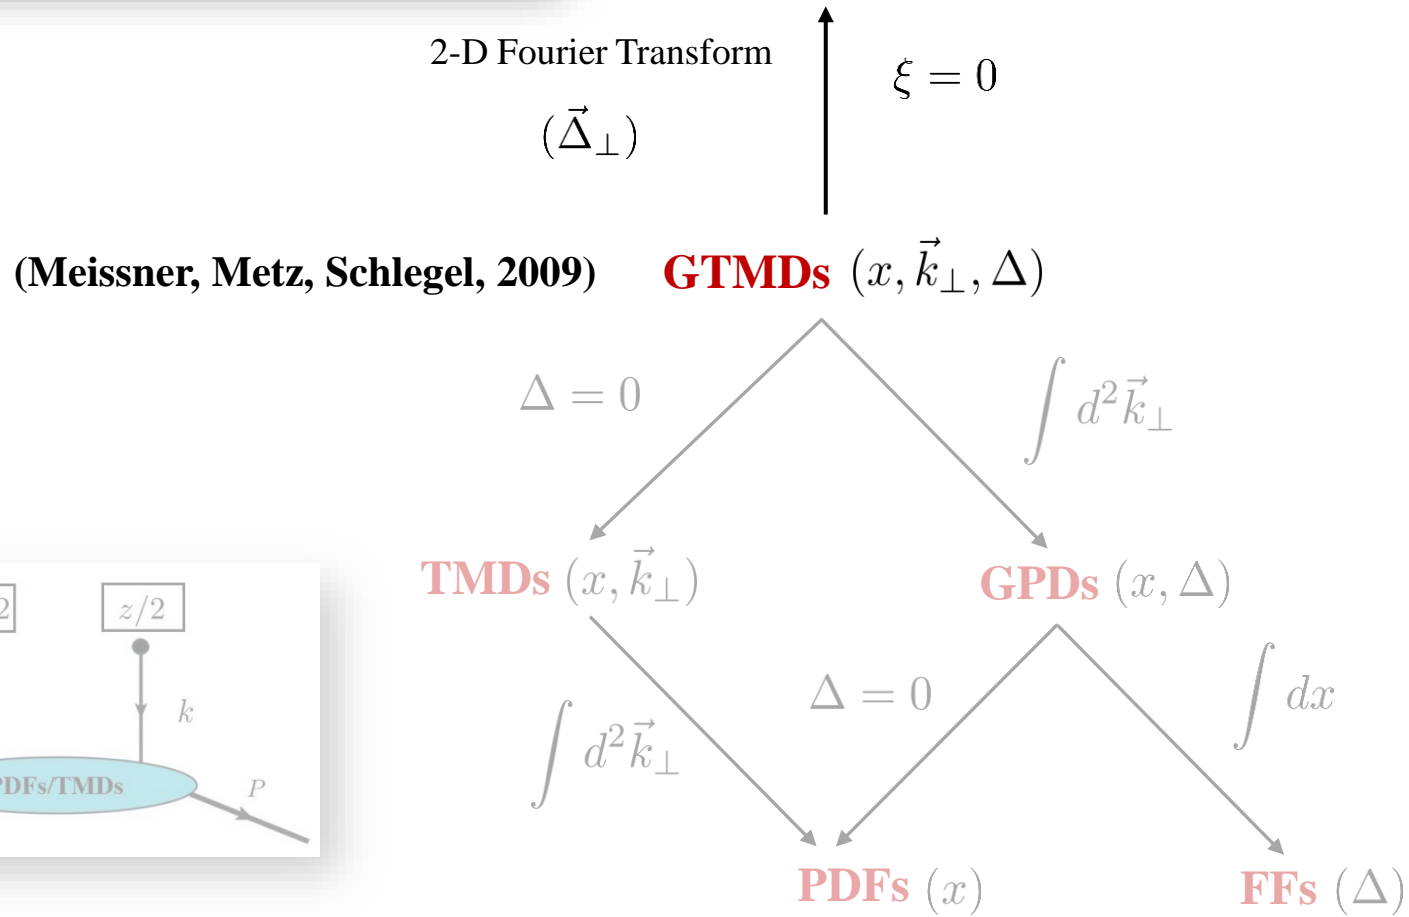 2-D Fourier Transform
ξ = 0
(Δ⃗⊥)
(Meissner, Metz, Schlegel, 2009) GTMDs (x, k⃗⊥, Δ)
Δ = 0
∫ d²k⃗⊥
TMDs (x, k⃗⊥)
GPDs (x, Δ)
2
z/2
k
PDFs/TMDs
P
∫ d²k⃗⊥
Δ = 0
∫ dx
PDFs (x)
FFs (Δ)